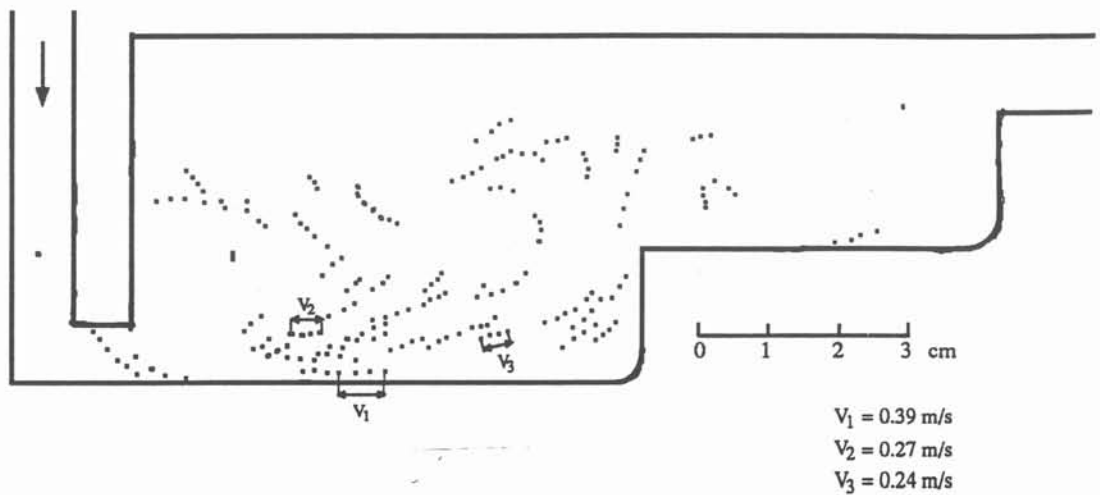 V2
V3
V1
0 1 2 3 cm
V1 = 0.39 m/s
V2 = 0.27 m/s
V3 = 0.24 m/s